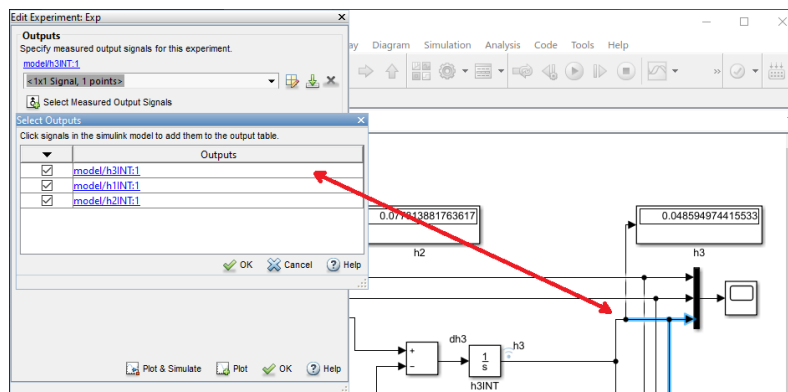 Edit Experiment: Exp
Outputs
Specify measured output signals for this experiment.
model/h3INT:1
<1x1 Signal, 1 points>
Select Measured Output Signals
Select Outputs
Click signals in the simulink model to add them to the output table.
Outputs
model/h3INT:1
model/h1INT:1
model/h2INT:1
OK Cancel Help
Plot & Simulate Plot OK Help
ay Diagram Simulation Analysis Code Tools Help
h2
0.048594974415533
h3
dh3
1
s
h3
h3INT